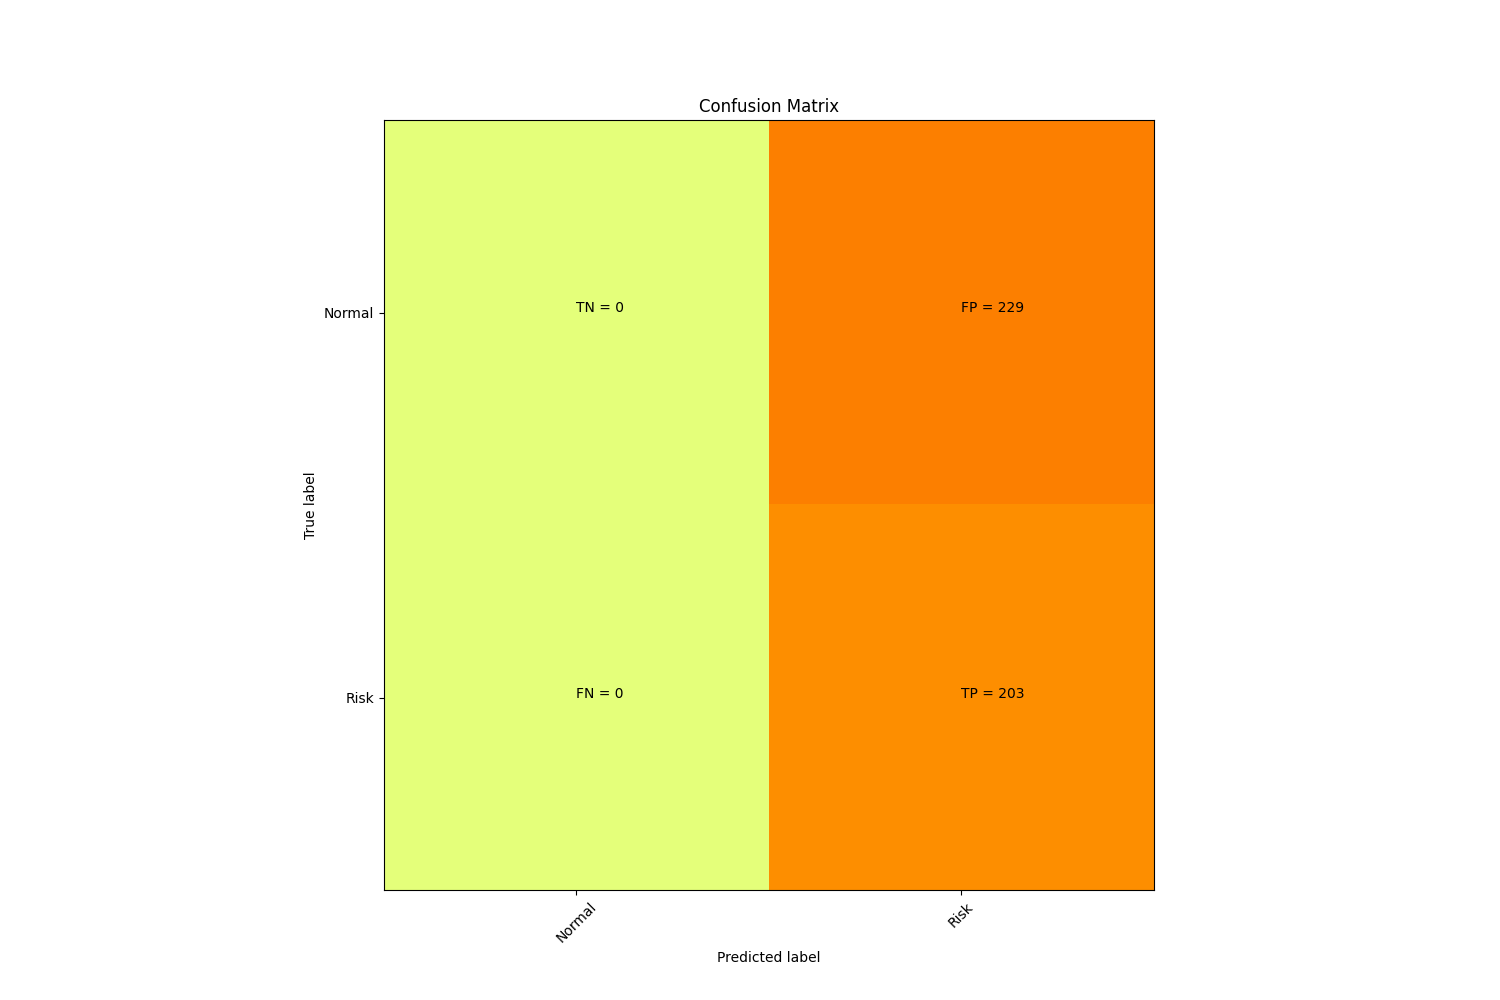 Confusion Matrix
Normal
TN = 0
FP = 229
True label
Risk
FN = 0
TP = 203
Normal
Risk
Predicted label